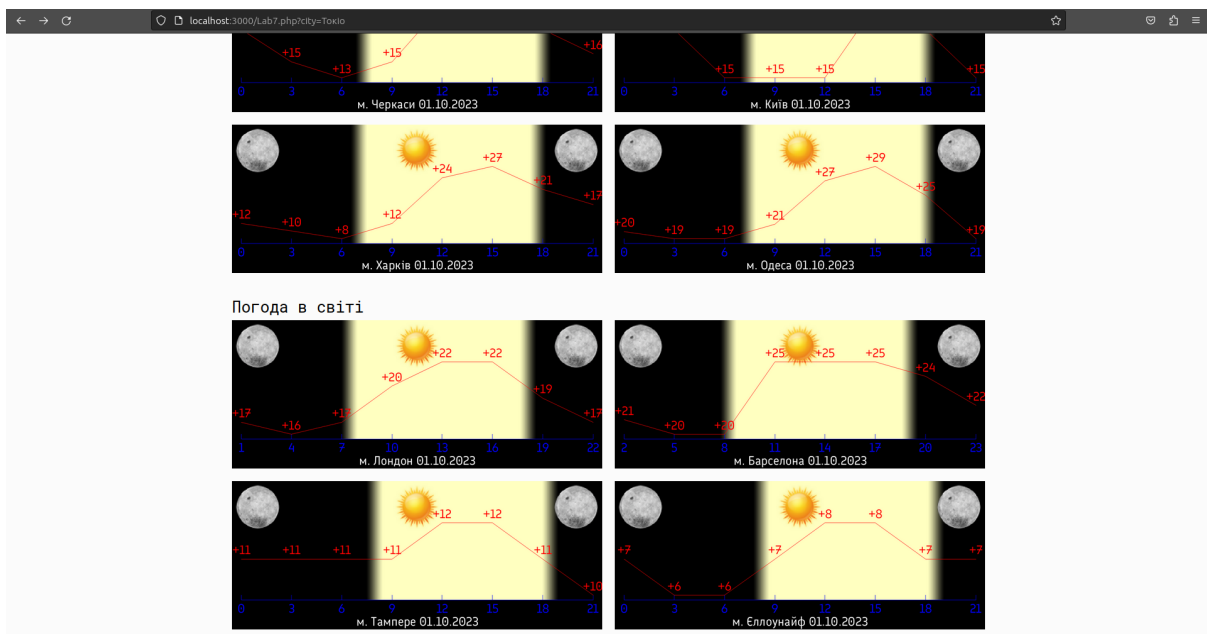 localhost:3000/Lab7.php?city=Токіо
+15 +13 +15 +16
0 3 6 9 12 15 18 21
м. Черкаси 01.10.2023
+15 +15 +15 +15
0 3 6 9 12 15 18 21
м. Київ 01.10.2023
+12 +10 +8 +12 +24 +27 +21 +17
0 3 6 9 12 15 18 21
м. Харків 01.10.2023
+20 +19 +19 +21 +27 +29 +25 +19
0 3 6 9 12 15 18 21
м. Одеса 01.10.2023
Погода в світі
+17 +16 +17 +20 +22 +22 +19 +17
1 4 7 10 13 16 19 22
м. Лондон 01.10.2023
+21 +20 +20 +25 +25 +25 +24 +22
2 5 8 11 14 17 20 23
м. Барселона 01.10.2023
+11 +11 +11 +11 +12 +12 +11 +10
0 3 6 9 12 15 18 21
м. Тампере 01.10.2023
+7 +6 +6 +7 +8 +8 +7 +7
0 3 6 9 12 15 18 21
м. Єллоунайф 01.10.2023